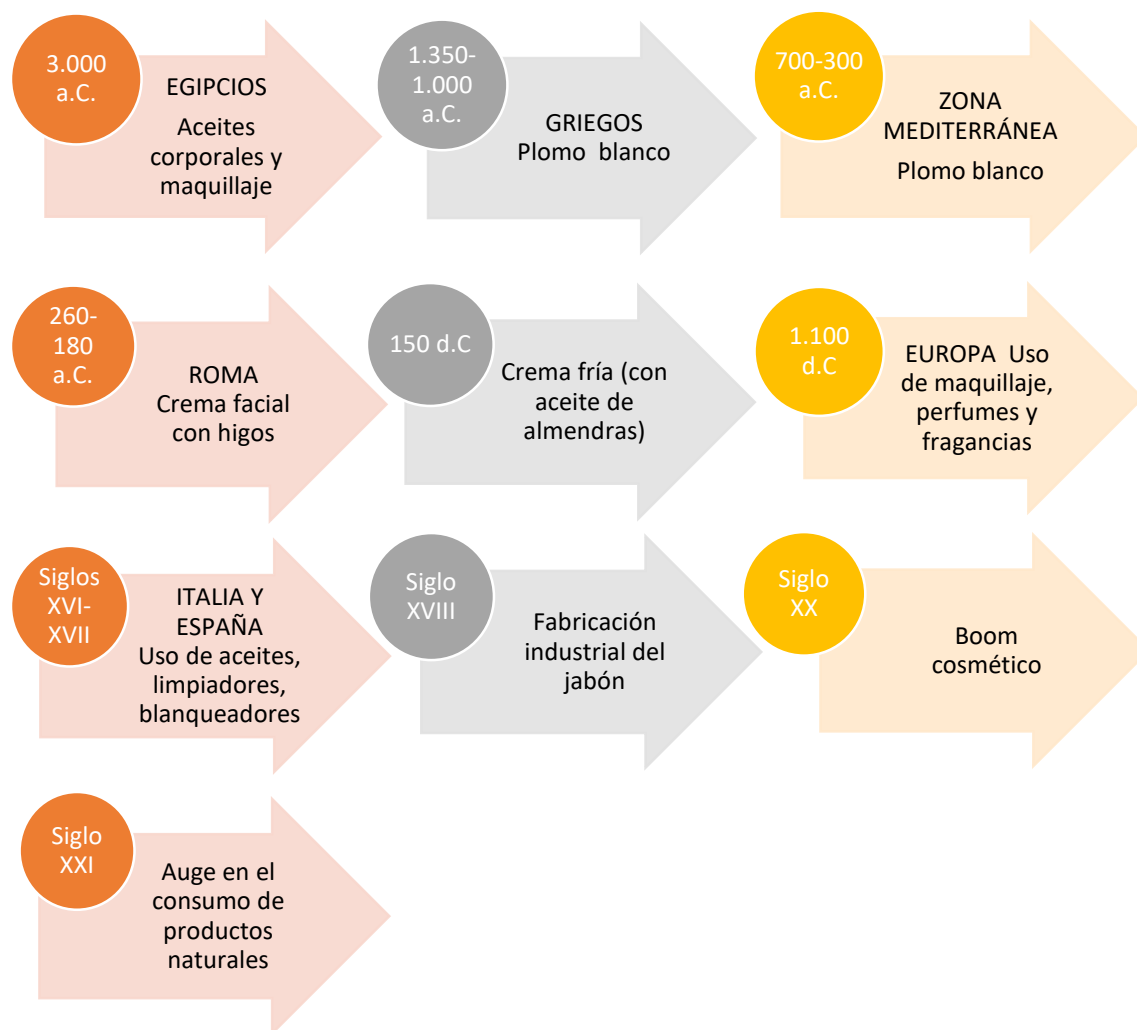 3.000
a.C.
EGIPCIOS
Aceites
corporales y
maquillaje
1.350-
1.000
a.C.
GRIEGOS
Plomo blanco
700-300
a.C.
ZONA
MEDITERRÁNEA
Plomo blanco
260-
180
a.C.
ROMA
Crema facial
con higos
150 d.C
Crema fría (con
aceite de
almendras)
1.100
d.C
EUROPA Uso
de maquillaje,
perfumes y
fragancias
Siglos
XVI-
XVII
ITALIA Y
ESPAÑA
Uso de aceites,
limpiadores,
blanqueadores
Siglo
XVIII
Fabricación
industrial del
jabón
Siglo
XX
Boom
cosmético
Siglo
XXI
Auge en el
consumo de
productos
naturales